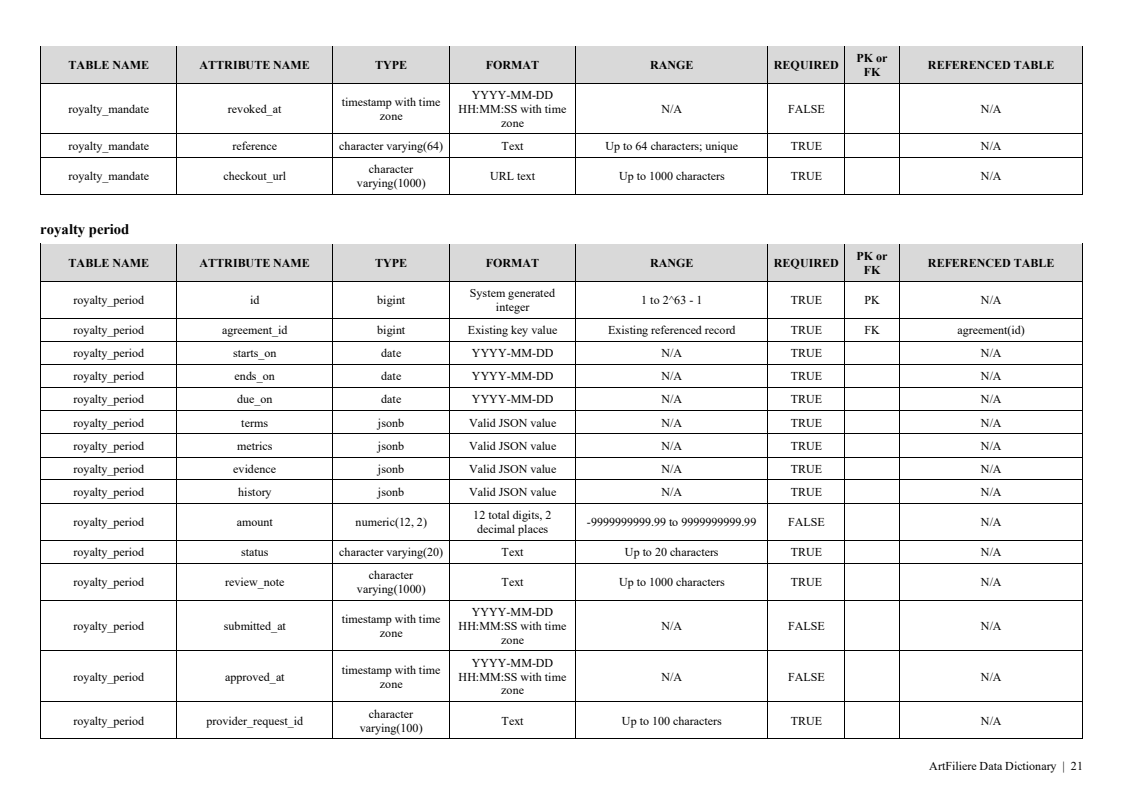 TABLE NAME ATTRIBUTE NAME TYPE FORMAT RANGE REQUIRED PK or FK REFERENCED TABLE
royalty_mandate revoked_at timestamp with time zone YYYY-MM-DD HH:MM:SS with time zone N/A FALSE N/A
royalty_mandate reference character varying(64) Text Up to 64 characters; unique TRUE N/A
royalty_mandate checkout_url character varying(1000) URL text Up to 1000 characters TRUE N/A
royalty period
TABLE NAME ATTRIBUTE NAME TYPE FORMAT RANGE REQUIRED PK or FK REFERENCED TABLE
royalty_period id bigint System generated integer 1 to 2^63 - 1 TRUE PK N/A
royalty_period agreement_id bigint Existing key value Existing referenced record TRUE FK agreement(id)
royalty_period starts_on date YYYY-MM-DD N/A TRUE N/A
royalty_period ends_on date YYYY-MM-DD N/A TRUE N/A
royalty_period due_on date YYYY-MM-DD N/A TRUE N/A
royalty_period terms jsonb Valid JSON value N/A TRUE N/A
royalty_period metrics jsonb Valid JSON value N/A TRUE N/A
royalty_period evidence jsonb Valid JSON value N/A TRUE N/A
royalty_period history jsonb Valid JSON value N/A TRUE N/A
royalty_period amount numeric(12, 2) 12 total digits, 2 decimal places -9999999999.99 to 9999999999.99 FALSE N/A
royalty_period status character varying(20) Text Up to 20 characters TRUE N/A
royalty_period review_note character varying(1000) Text Up to 1000 characters TRUE N/A
royalty_period submitted_at timestamp with time zone YYYY-MM-DD HH:MM:SS with time zone N/A FALSE N/A
royalty_period approved_at timestamp with time zone YYYY-MM-DD HH:MM:SS with time zone N/A FALSE N/A
royalty_period provider_request_id character varying(100) Text Up to 100 characters TRUE N/A
ArtFiliere Data Dictionary | 21